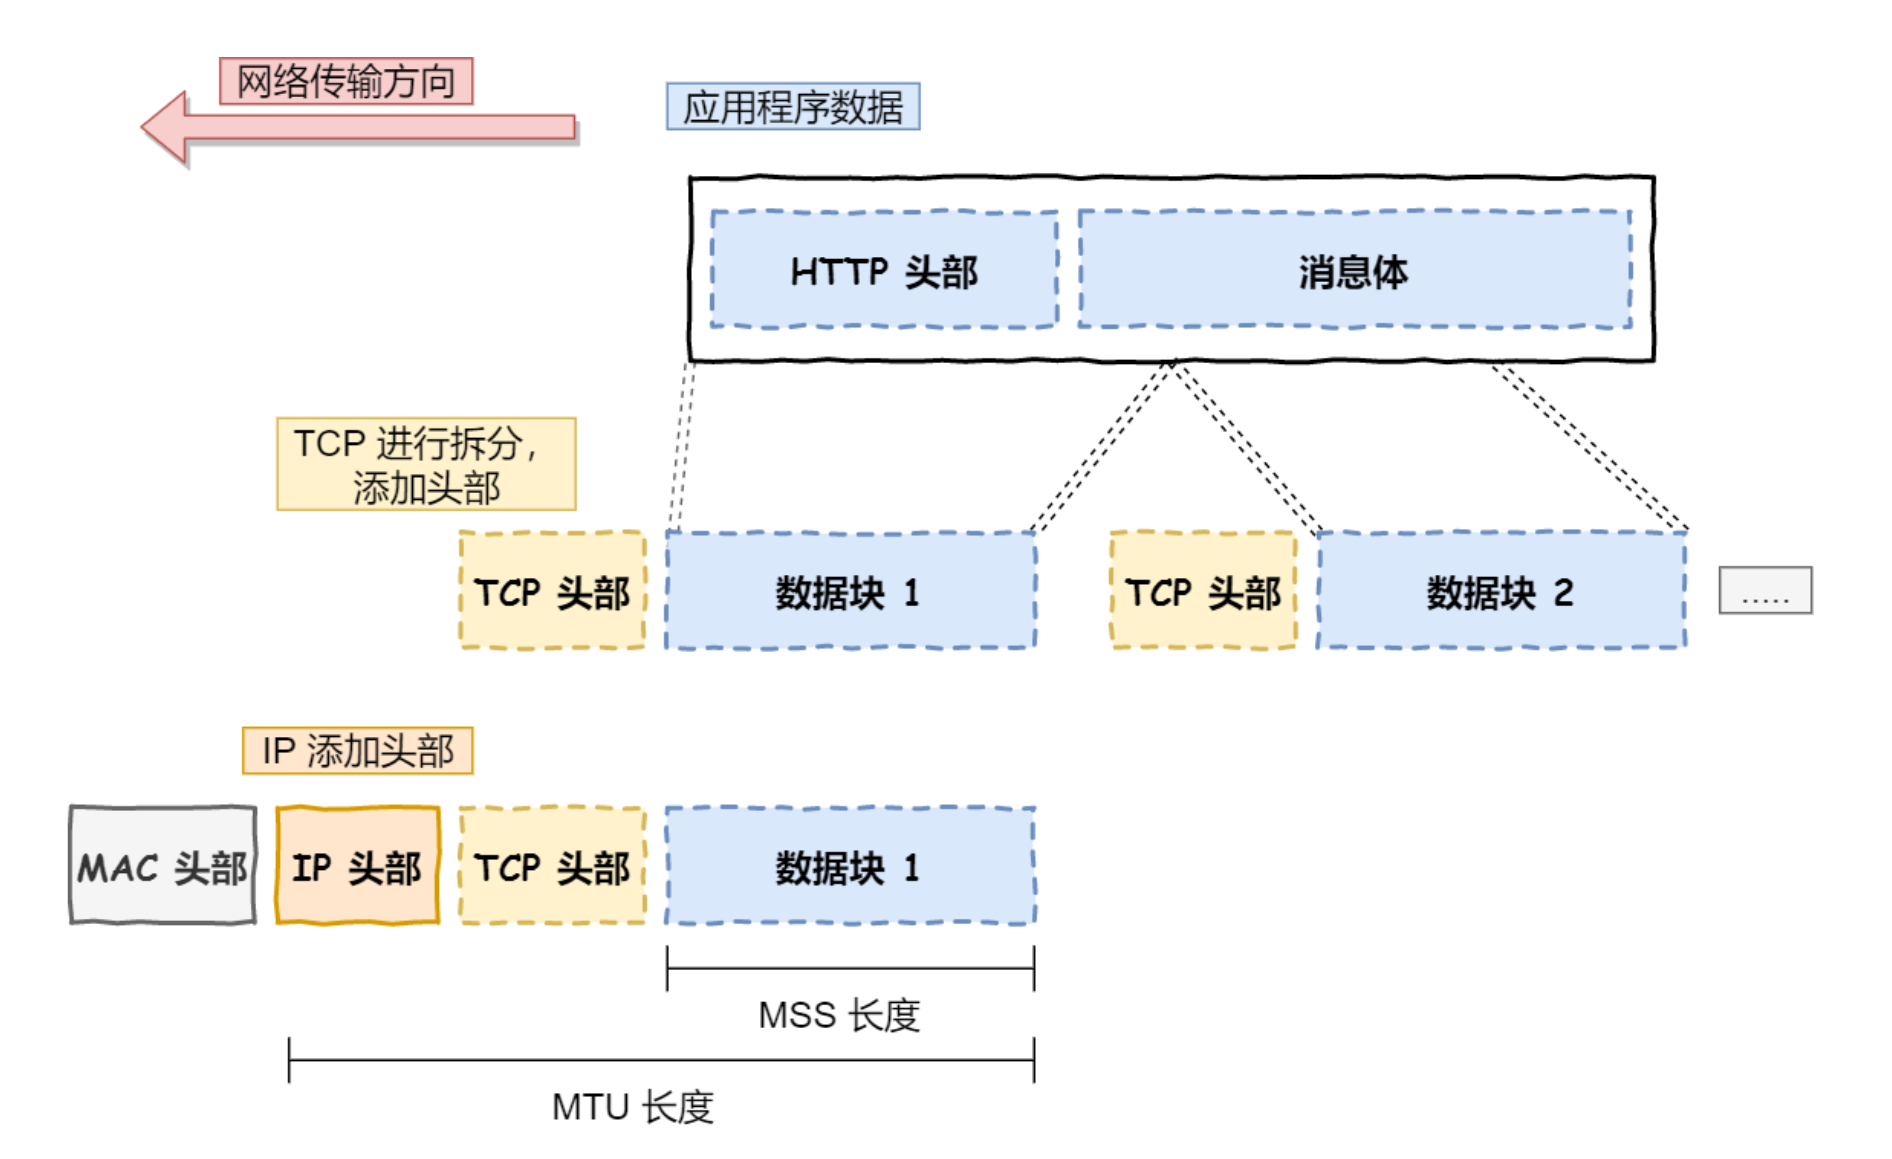 网络传输方向
应用程序数据
HTTP 头部
消息体
TCP 进行拆分，
添加头部
TCP 头部
数据块 1
TCP 头部
数据块 2
.....
IP 添加头部
MAC 头部
IP 头部
TCP 头部
数据块 1
MSS 长度
MTU 长度